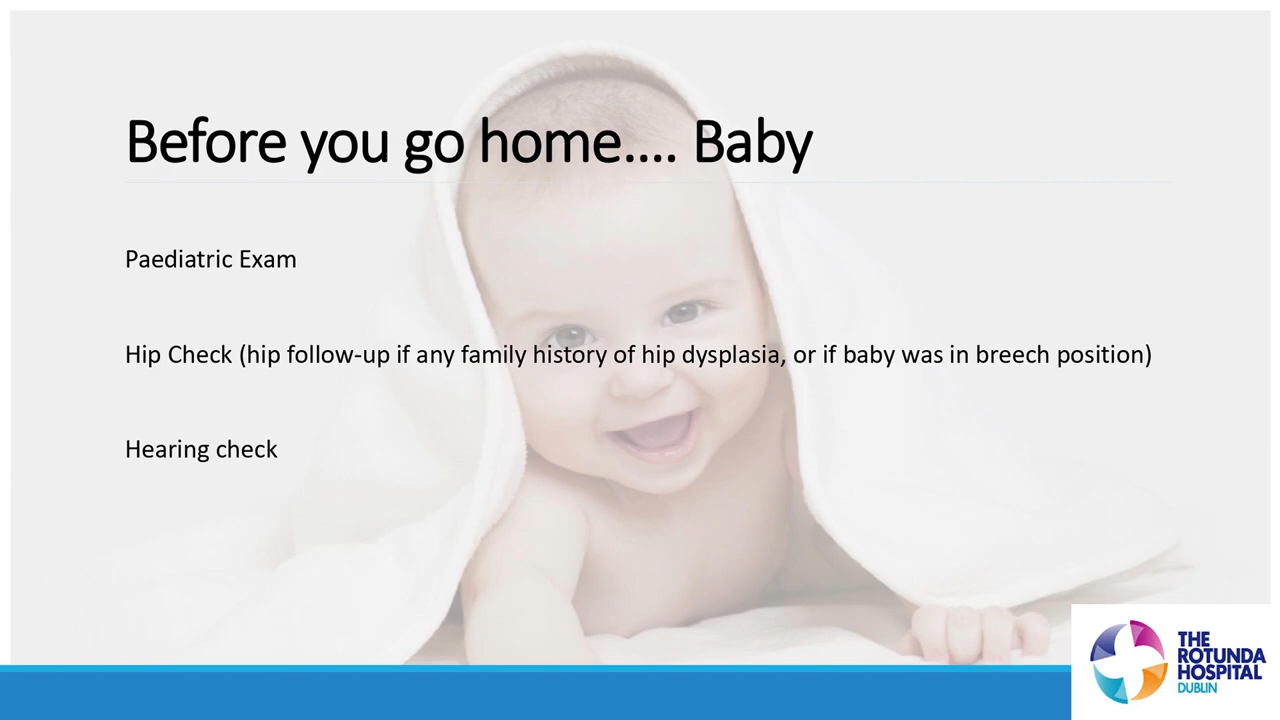 Before you go home.... Baby
Paediatric Exam
Hip Check (hip follow-up if any family history of hip dysplasia, or if baby was in breech position)
Hearing check
THE
ROTUNDA
HOSPITAL
DUBLIN